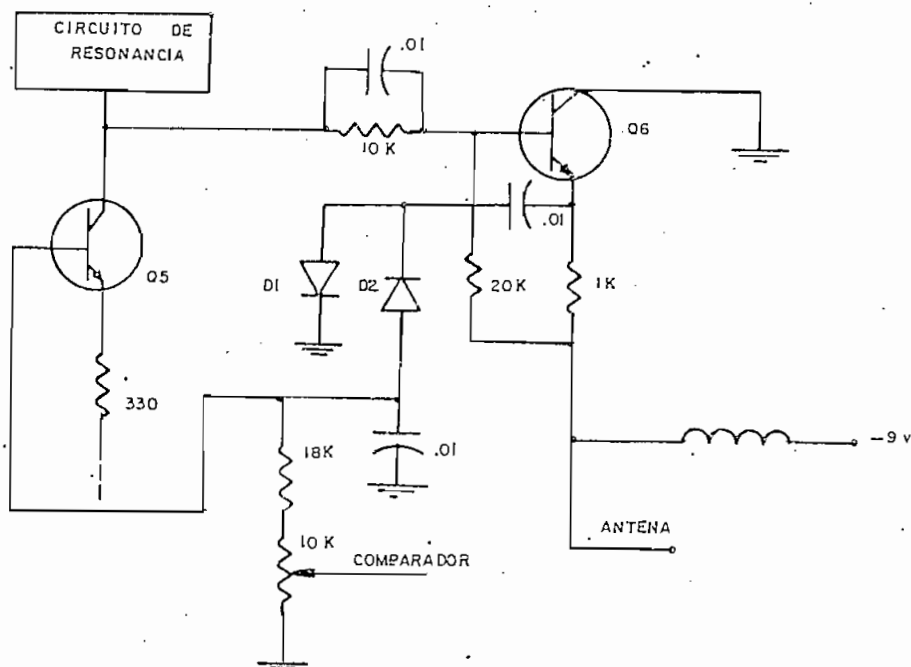 CIRCUITO DE
RESONANCIA
.01
10 K
Q6
.01
Q5
D1
D2
20 K
1 K
330
18K
.01
-9 v
10 K
ANTENA
COMPARADOR